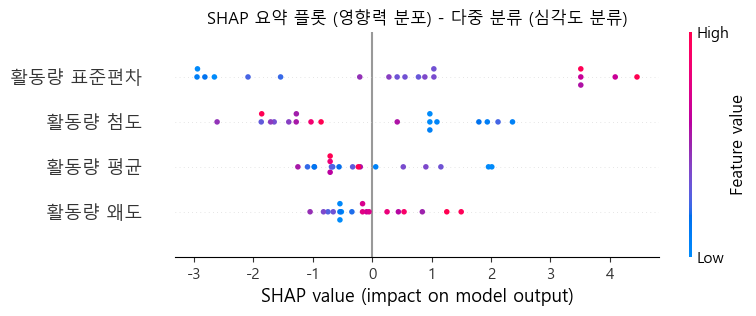 SHAP 요약 플롯 (영향력 분포) - 다중 분류 (심각도 분류)
High
활동량 표준편차
활동량 첨도
활동량 평균
활동량 왜도
Feature value
Low
-3 -2 -1 0 1 2 3 4
SHAP value (impact on model output)